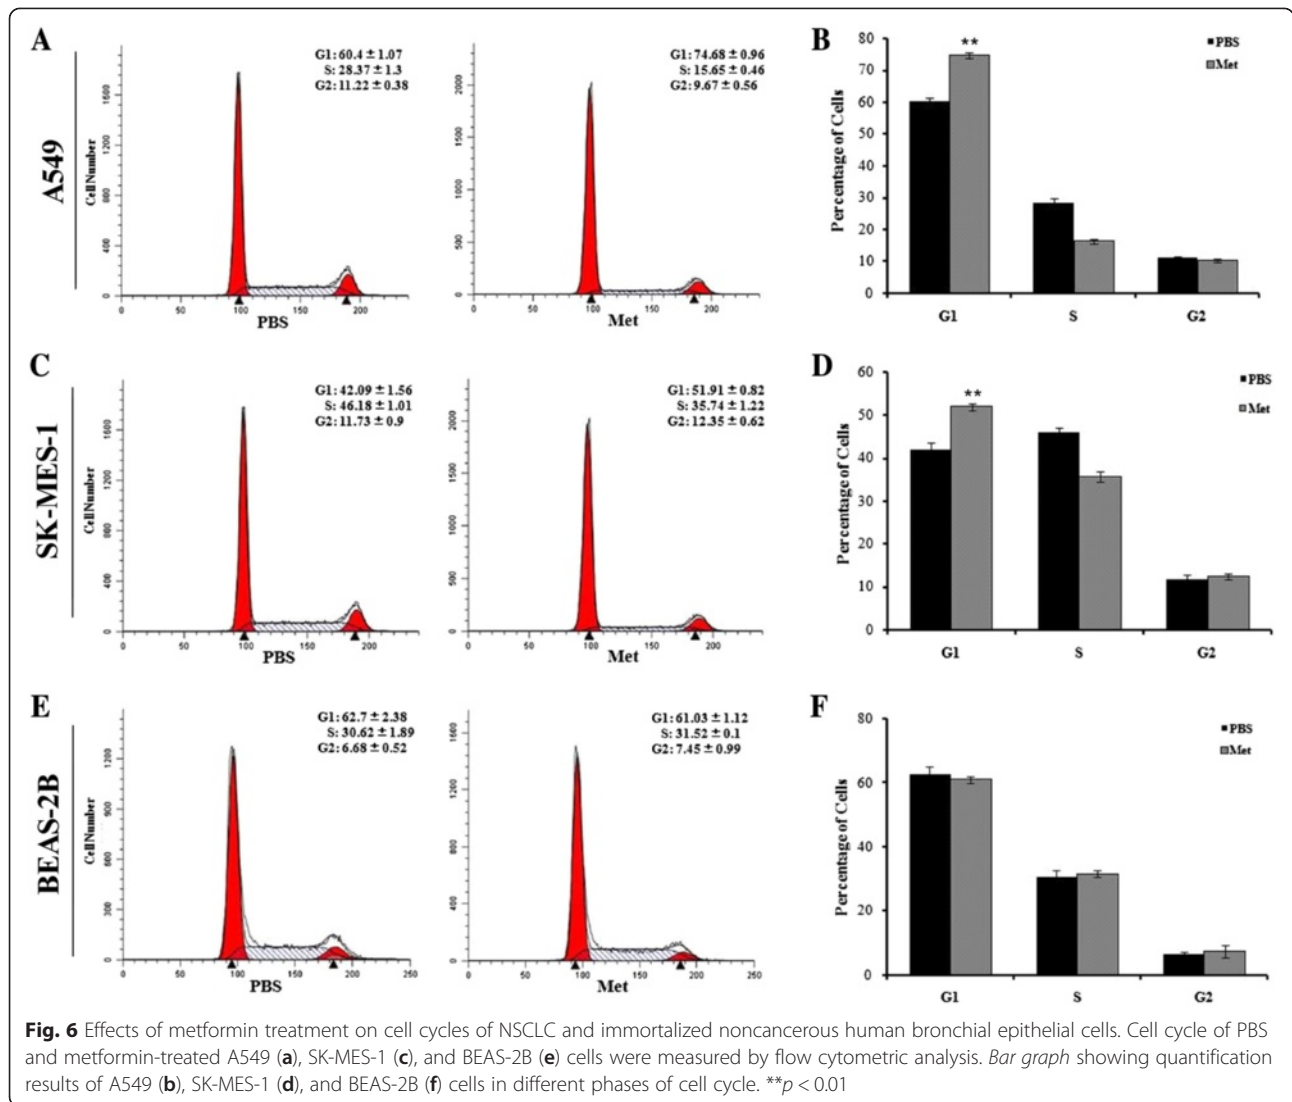 A
A549
Cell Number
1600
1200
800
400
0
G1: 60.4 ± 1.07
S: 28.37 ± 1.3
G2: 11.22 ± 0.38
0 50 100 150 200
PBS
2000
1500
1000
500
0
G1: 74.68 ± 0.96
S: 15.65 ± 0.46
G2: 9.67 ± 0.56
0 50 100 150 200
Met
B
Percentage of Cells
80
70
60
50
40
30
20
10
0
**
PBS
Met
G1 S G2
C
SK-MES-1
Cell Number
1600
1200
800
400
0
G1: 42.09 ± 1.56
S: 46.18 ± 1.01
G2: 11.73 ± 0.9
0 50 100 150 200
PBS
2000
1500
1000
500
0
G1: 51.91 ± 0.82
S: 35.74 ± 1.22
G2: 12.35 ± 0.62
0 50 100 150 200
Met
D
Percentage of Cells
60
50
40
30
20
10
0
**
PBS
Met
G1 S G2
E
BEAS-2B
Cell Number
1200
900
600
300
0
G1: 62.7 ± 2.38
S: 30.62 ± 1.89
G2: 6.68 ± 0.52
0 50 100 150 200 250
PBS
1600
1200
800
400
0
G1: 61.03 ± 1.12
S: 31.52 ± 0.1
G2: 7.45 ± 0.99
0 50 100 150 200 250
Met
F
Percentage of Cells
80
60
40
20
0
PBS
Met
G1 S G2
Fig. 6 Effects of metformin treatment on cell cycles of NSCLC and immortalized noncancerous human bronchial epithelial cells. Cell cycle of PBS
and metformin-treated A549 (a), SK-MES-1 (c), and BEAS-2B (e) cells were measured by flow cytometric analysis. Bar graph showing quantification
results of A549 (b), SK-MES-1 (d), and BEAS-2B (f) cells in different phases of cell cycle. **p < 0.01